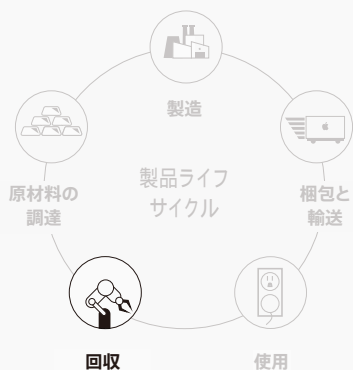 製造
原材料の
調達
製品ライフ
サイクル
梱包と
輸送
回収
使用